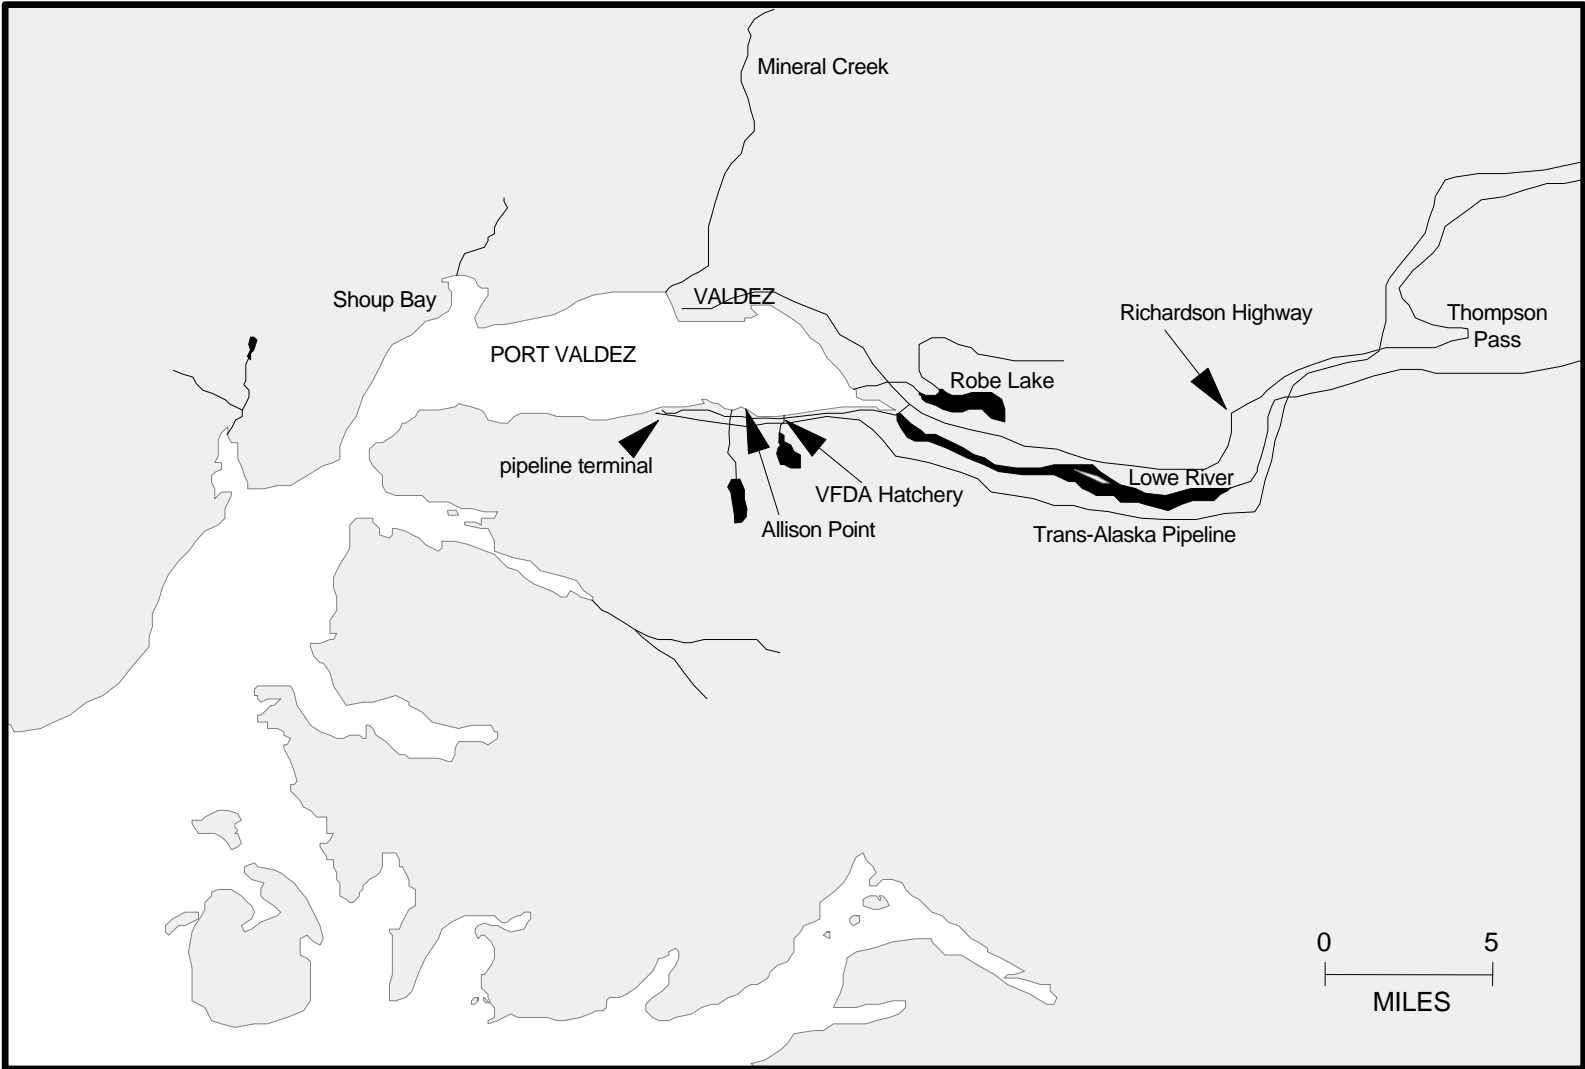 Mineral Creek
Shoup Bay
VALDEZ
Richardson Highway
Thompson
Pass
PORT VALDEZ
Robe Lake
pipeline terminal
Lowe River
VFDA Hatchery
Allison Point
Trans-Alaska Pipeline
0 5
MILES